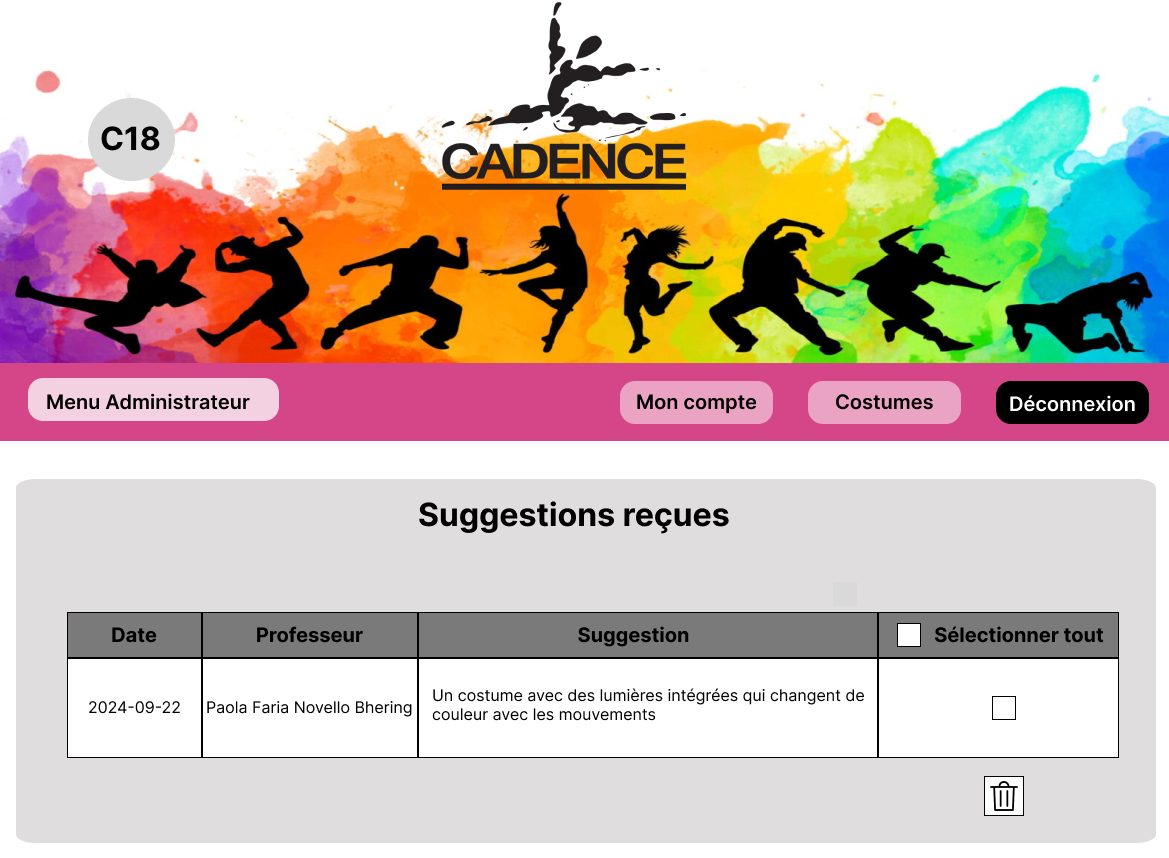 C18
CADENCE
Menu Administrateur
Mon compte
Costumes
Déconnexion
Suggestions reçues
Date
Professeur
Suggestion
Sélectionner tout
2024-09-22
Paola Faria Novello Bhering
Un costume avec des lumières intégrées qui changent de
couleur avec les mouvements